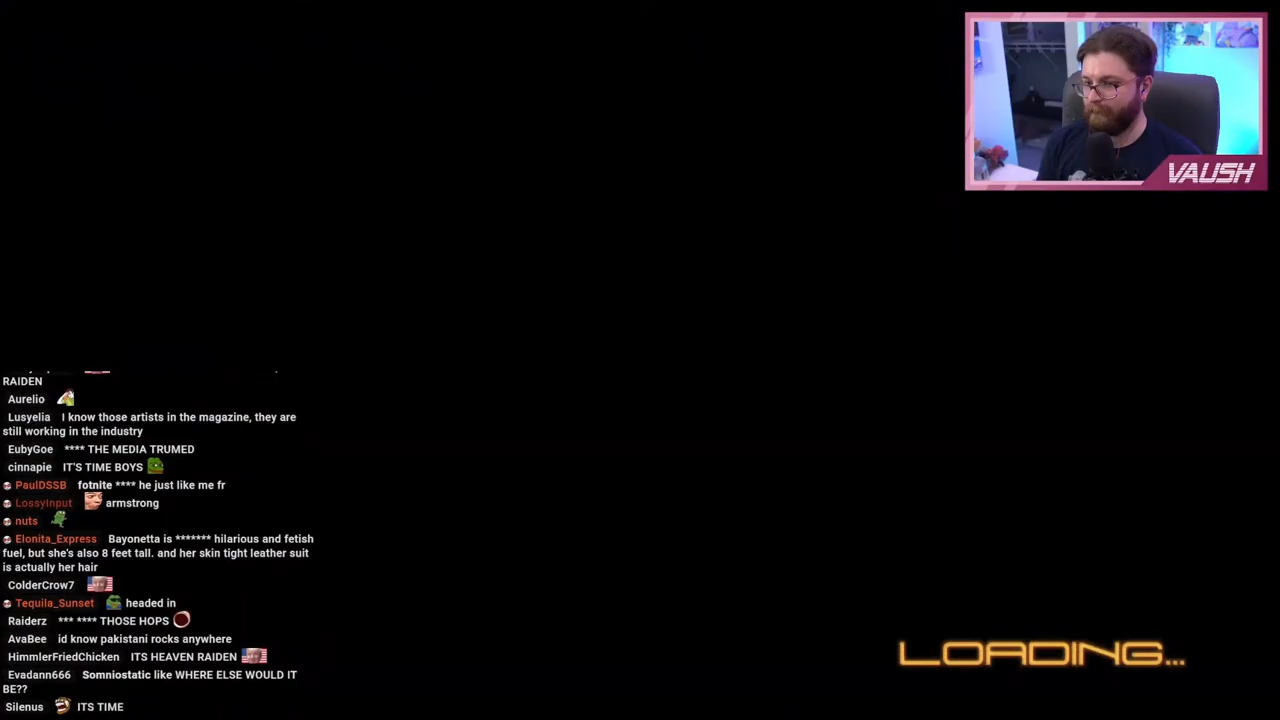 VAUSH
RAIDEN
Aurelio
Lusyelia I know those artists in the magazine, they are
still working in the industry
EubyGoe **** THE MEDIA TRUMED
cinnapie IT'S TIME BOYS
PaulDSSB fotnite **** he just like me fr
LossyInput armstrong
nuts
Elonita_Express Bayonetta is ******* hilarious and fetish
fuel, but she's also 8 feet tall. and her skin tight leather suit
is actually her hair
ColderCrow7
Tequila_Sunset headed in
Raiderz *** **** THOSE HOPS
AvaBee id know pakistani rocks anywhere
HimmlerFriedChicken ITS HEAVEN RAIDEN
Evadann666 Somniostatic like WHERE ELSE WOULD IT
BE??
Silenus ITS TIME
LOADING...